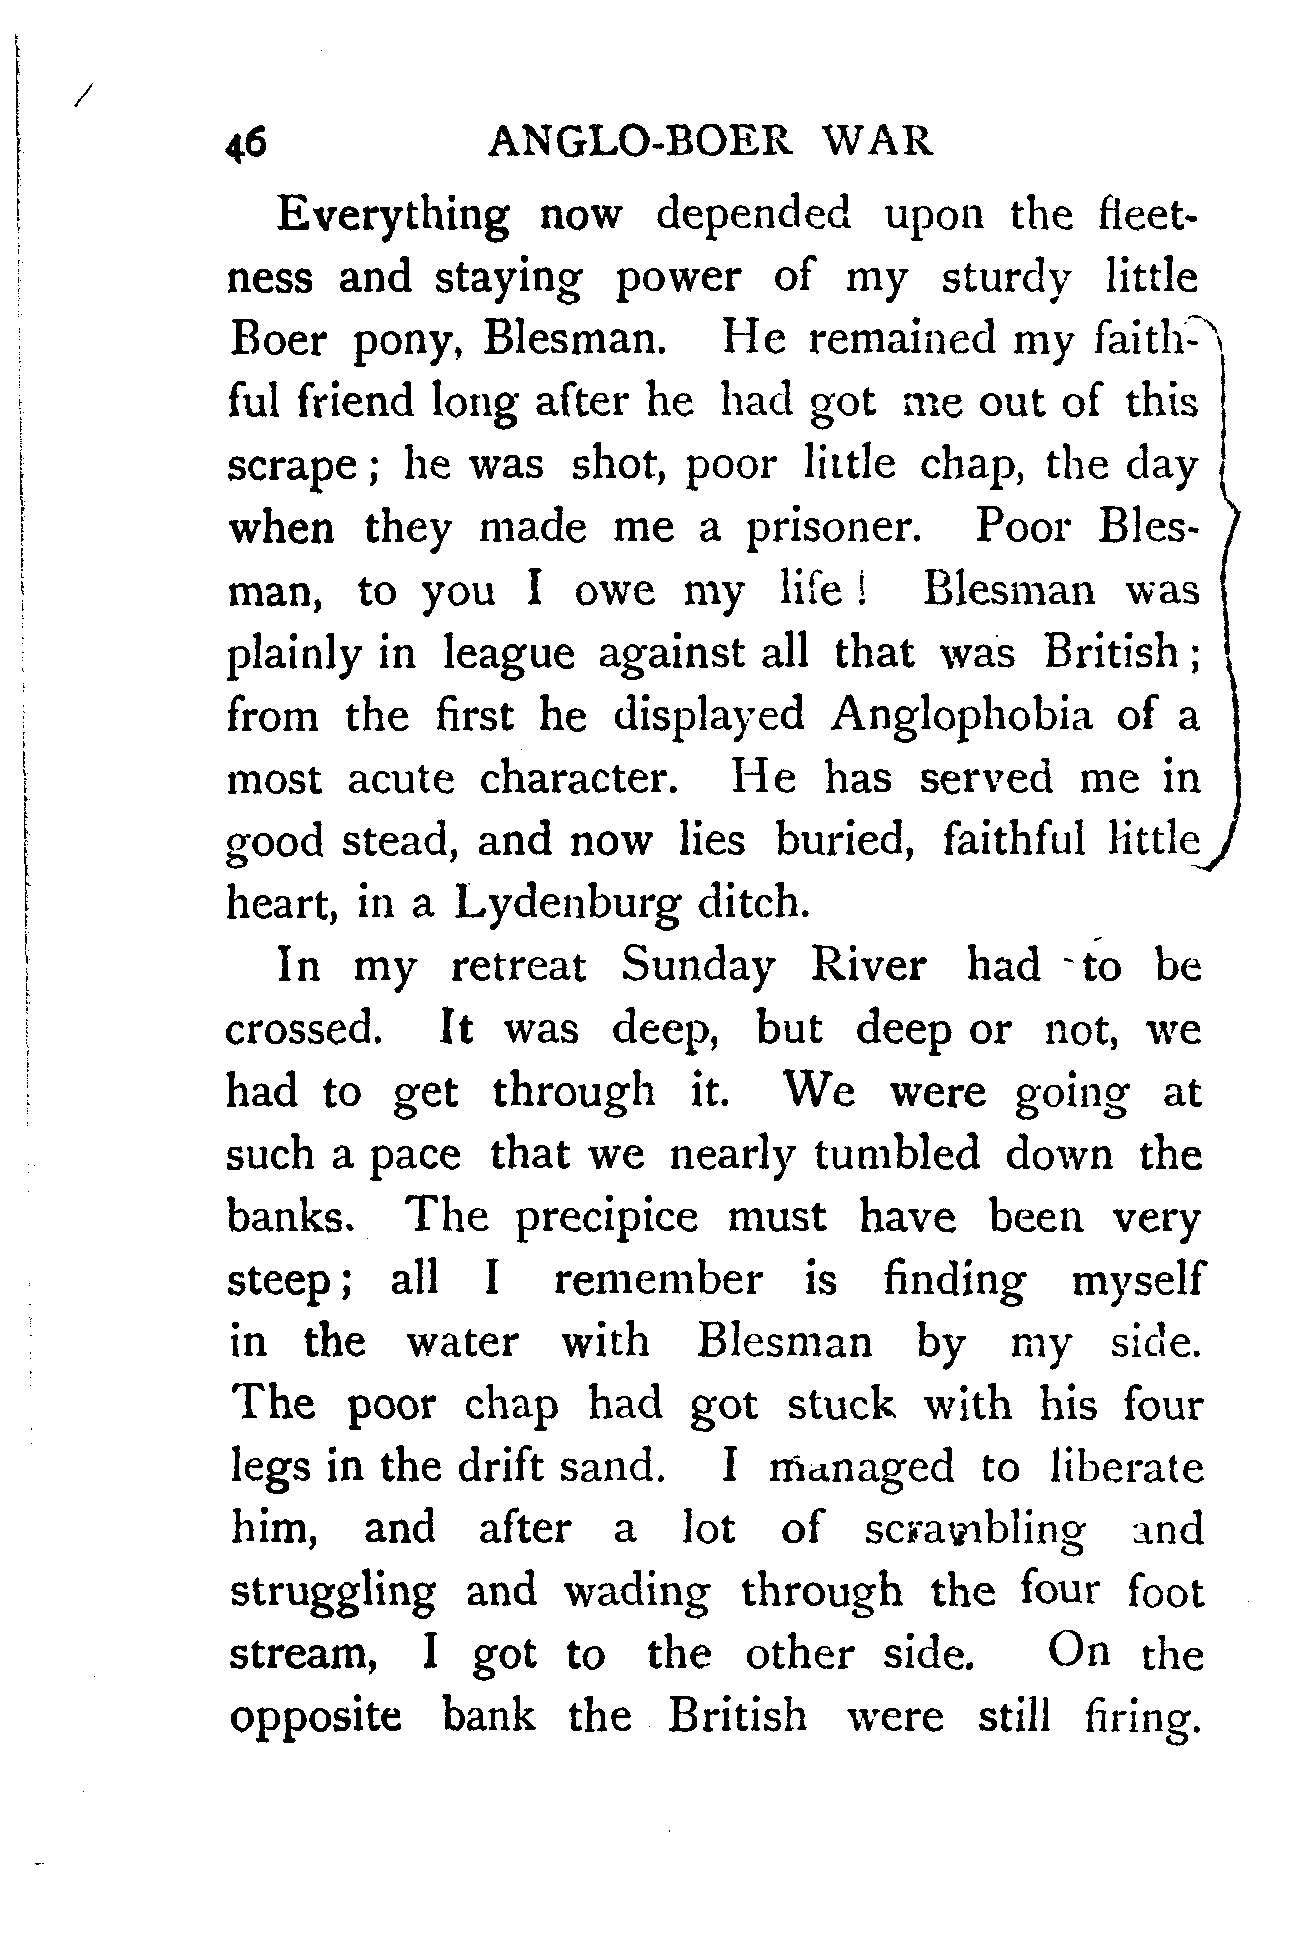 46 ANGLO-BOER WAR
Everything now depended upon the fleet-
ness and staying power of my sturdy little
Boer pony, Blesman. He remained my faith-
ful friend long after he had got me out of this
scrape; he was shot, poor little chap, the day
when they made me a prisoner. Poor Bles-
man, to you I owe my life! Blesman was
plainly in league against all that was British;
from the first he displayed Anglophobia of a
most acute character. He has served me in
good stead, and now lies buried, faithful little
heart, in a Lydenburg ditch.
In my retreat Sunday River had to be
crossed. It was deep, but deep or not, we
had to get through it. We were going at
such a pace that we nearly tumbled down the
banks. The precipice must have been very
steep; all I remember is finding myself
in the water with Blesman by my side.
The poor chap had got stuck with his four
legs in the drift sand. I managed to liberate
him, and after a lot of scrambling and
struggling and wading through the four foot
stream, I got to the other side. On the
opposite bank the British were still firing.